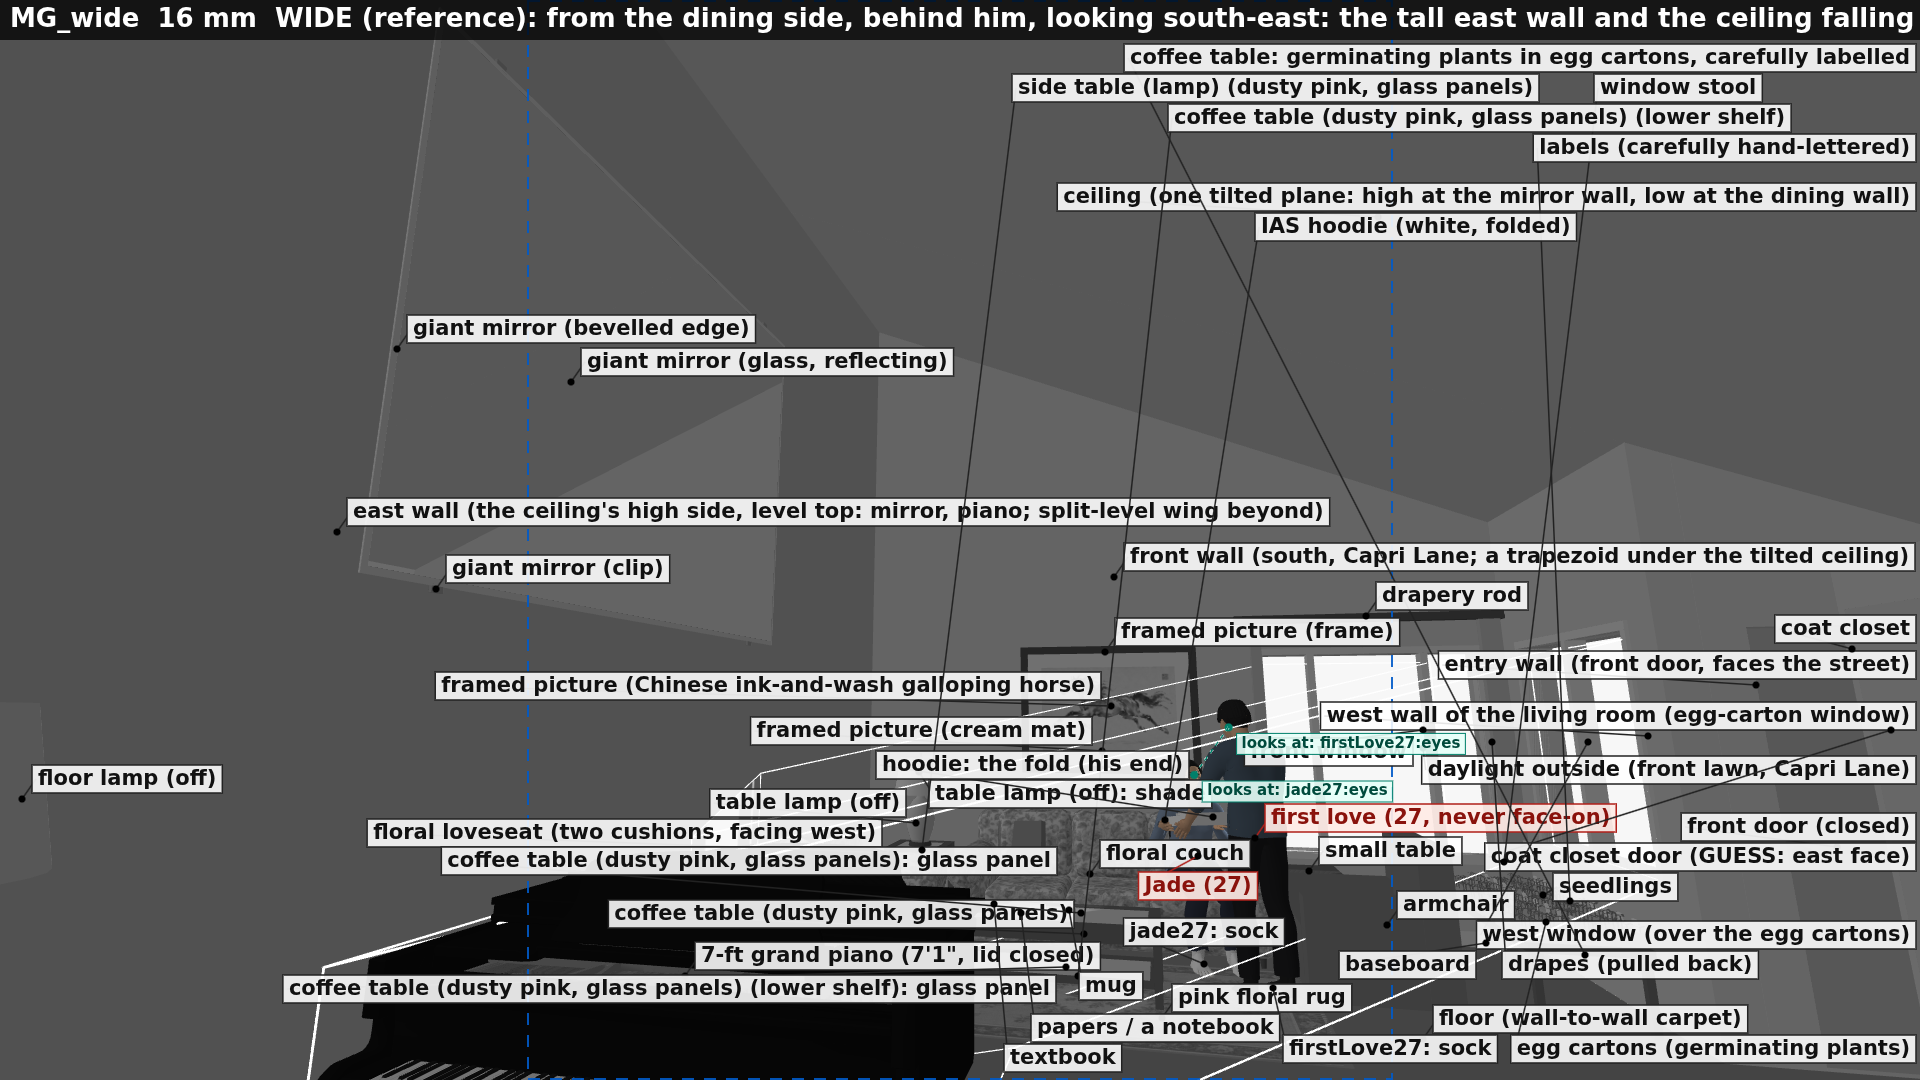 MG_wide  16 mm  WIDE (reference): from the dining side, behind him, looking south-east: the tall east wall and the ceiling falling
coffee table: germinating plants in egg cartons, carefully labelled
side table (lamp) (dusty pink, glass panels)
window stool
coffee table (dusty pink, glass panels) (lower shelf)
labels (carefully hand-lettered)
ceiling (one tilted plane: high at the mirror wall, low at the dining wall)
IAS hoodie (white, folded)
giant mirror (bevelled edge)
giant mirror (glass, reflecting)
east wall (the ceiling's high side, level top: mirror, piano; split-level wing beyond)
front wall (south, Capri Lane; a trapezoid under the tilted ceiling)
giant mirror (clip)
drapery rod
framed picture (frame)
coat closet
entry wall (front door, faces the street)
framed picture (Chinese ink-and-wash galloping horse)
west wall of the living room (egg-carton window)
framed picture (cream mat)
looks at: firstLove27:eyes
front window
hoodie: the fold (his end)
daylight outside (front lawn, Capri Lane)
floor lamp (off)
table lamp (off): shade
looks at: jade27:eyes
table lamp (off)
first love (27, never face-on)
front door (closed)
floral loveseat (two cushions, facing west)
floral couch
small table
coat closet door (GUESS: east face)
coffee table (dusty pink, glass panels): glass panel
Jade (27)
seedlings
armchair
coffee table (dusty pink, glass panels)
jade27: sock
west window (over the egg cartons)
7-ft grand piano (7'1", lid closed)
baseboard
drapes (pulled back)
coffee table (dusty pink, glass panels) (lower shelf): glass panel
mug
pink floral rug
papers / a notebook
floor (wall-to-wall carpet)
textbook
firstLove27: sock
egg cartons (germinating plants)